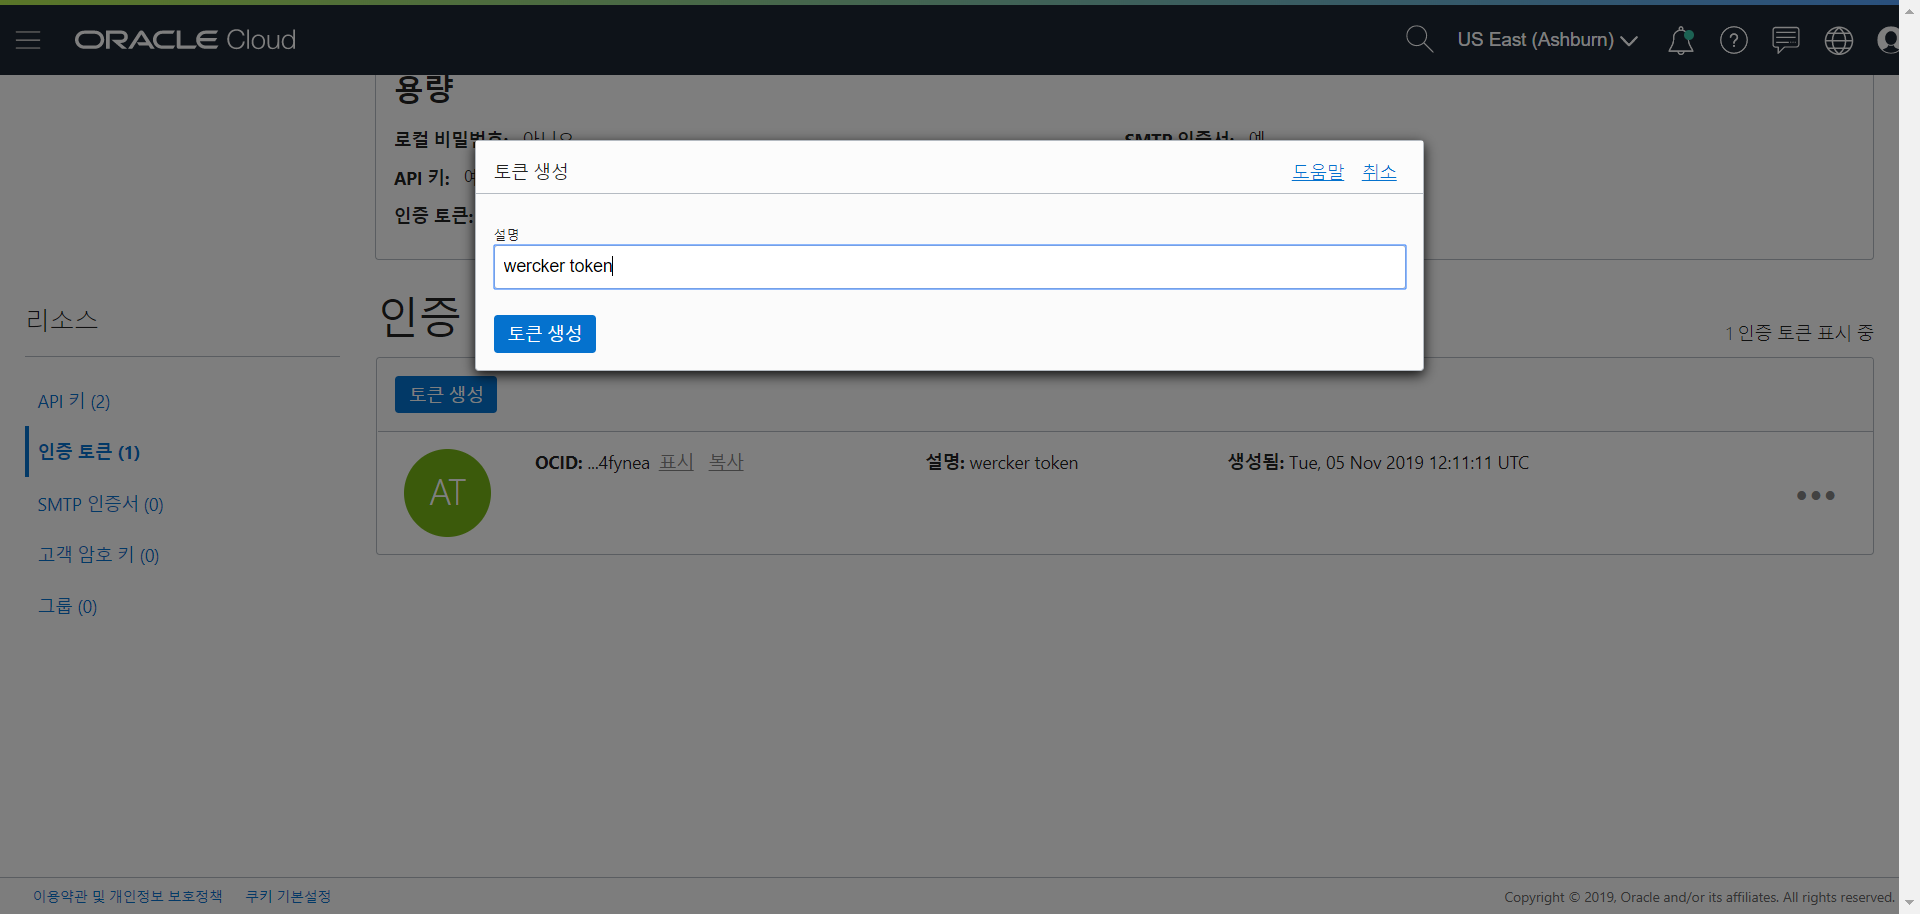 ORACLE Cloud
US East (Ashburn)
용량
로컬 비밀번호: 아니요
SMTP 인증서: 예
API 키: 예
인증 토큰:
토큰 생성
도움말 취소
설명
wercker token
토큰 생성
리소스
인증
1 인증 토큰 표시 중
토큰 생성
API 키 (2)
인증 토큰 (1)
SMTP 인증서 (0)
고객 암호 키 (0)
그룹 (0)
AT
OCID: ...4fynea 표시 복사
설명: wercker token
생성됨: Tue, 05 Nov 2019 12:11:11 UTC
이용약관 및 개인정보 보호정책 쿠키 기본설정
Copyright © 2019, Oracle and/or its affiliates. All rights reserved.